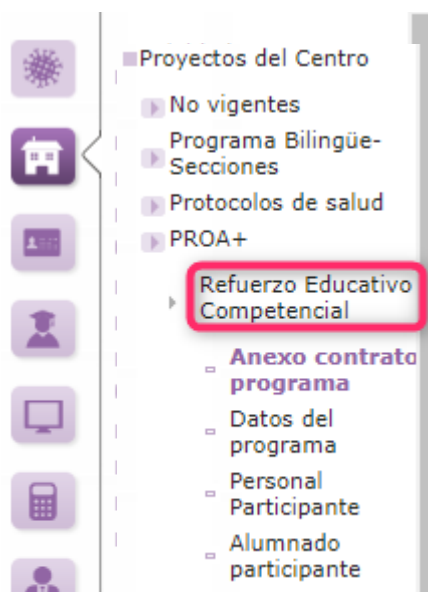 Proyectos del Centro
No vigentes
Programa Bilingüe-
Secciones
Protocolos de salud
PROA+
Refuerzo Educativo
Competencial
Anexo contrato
programa
Datos del
programa
Personal
Participante
Alumnado
participante